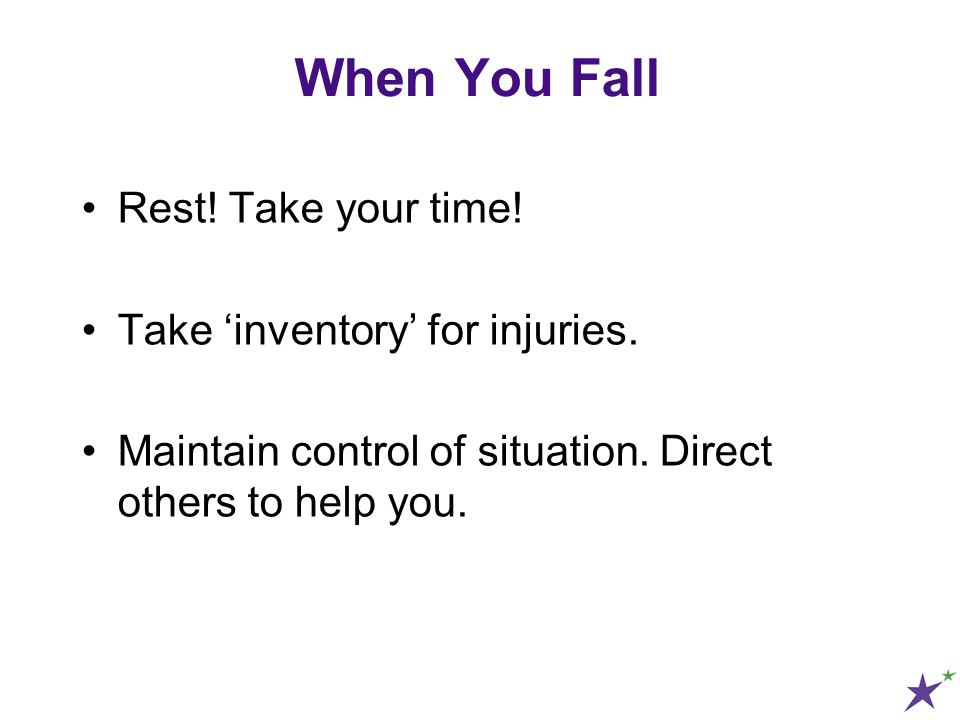 When You Fall
• Rest! Take your time!
• Take ‘inventory’ for injuries.
• Maintain control of situation. Direct
others to help you.